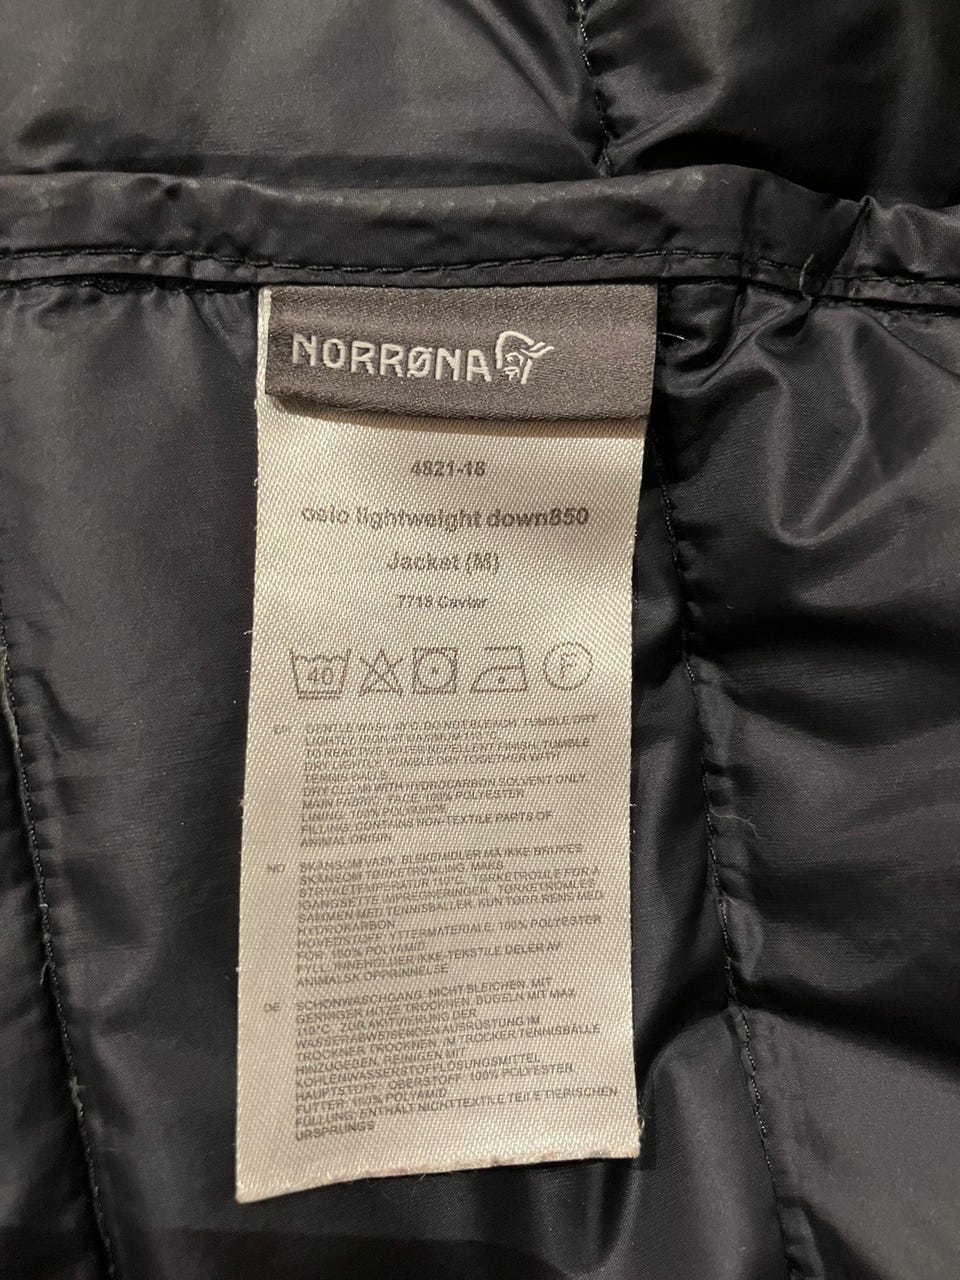 NORRØNA
4821-18
oslo lightweight down850
Jacket (M)
7718 Caviar
40
F
EN GENTLE WASH 40°C. DO NOT BLEACH. TUMBLE DRY
LIGHTLY. IRON AT MAXIMUM 110°C
TO REACTIVE WATER REPELLENT FINISH, TUMBLE
DRY LIGHTLY. TUMBLE DRY TOGETHER WITH
TENNIS BALLS.
DRY CLEAN WITH HYDROCARBON SOLVENT ONLY
MAIN FABRIC: FACE: 100% POLYESTER
LINING: 100% POLYAMIDE
FILLING: CONTAINS NON-TEXTILE PARTS OF
ANIMAL ORIGIN
NO SKÅNSOM VASK. BLEKEMIDLER MÅ IKKE BRUKES
SKÅNSOM TØRKETROMLING. MAKS
STRYKETEMPERATUR 110°C. TØRKETROMLE FOR Å
IGANGSETTE IMPREGNERINGEN. TØRKETROMLES
SAMMEN MED TENNISBALLER. KUN TØRR RENS MED
HYDROKARBON
HOVEDSTOFF: YTTERMATERIALE: 100% POLYESTER
FÔR: 100% POLYAMID
FYLL: INNEHOLDER IKKE-TEKSTILE DELER AV
ANIMALSK OPPRINNELSE
DE SCHONWASCHGANG. NICHT BLEICHEN. MIT
GERINGER HITZE TROCKNEN. BÜGELN MIT MAX
110°C. ZUR AKITVIERUNG DER
WASSERABWEISENDEN AUSRÜSTUNG IM
TROCKNER TROCKNEN. IM TROCKER TENNISBÄLLE
HINZUGEBEN. REINIGEN MIT
KOHLENWASSERSTOFFLÖSUNGSMITTEL
HAUPTSTOFF: OBERSTOFF: 100% POLYESTER
FUTTER: 100% POLYAMID
FÜLLUNG: ENTHÄLT NICHTTEXTILE TEILE TIERISCHEN
URSPRUNGS